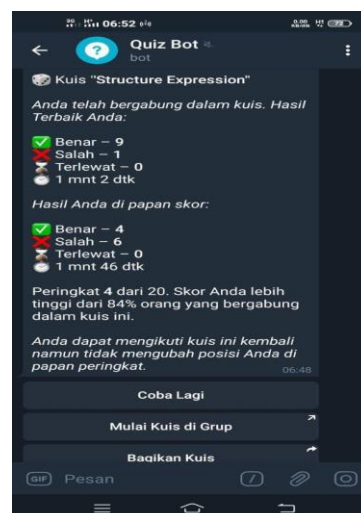 06:52
Quiz Bot
bot
Kuis "Structure Expression"
Anda telah bergabung dalam kuis. Hasil
Terbaik Anda:
Benar – 9
Salah – 1
Terlewat – 0
1 mnt 2 dtk
Hasil Anda di papan skor:
Benar – 4
Salah – 6
Terlewat – 0
1 mnt 46 dtk
Peringkat 4 dari 20. Skor Anda lebih
tinggi dari 84% orang yang bergabung
dalam kuis ini.
Anda dapat mengikuti kuis ini kembali
namun tidak mengubah posisi Anda di
papan peringkat.
06:48
Coba Lagi
Mulai Kuis di Grup
Bagikan Kuis
GIF Pesan